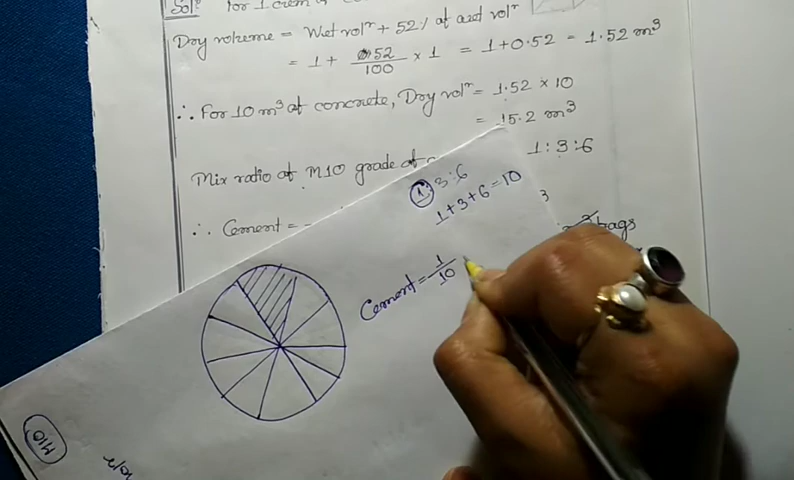 Solⁿ for 1 cum of
Dry volume = Wet volⁿ + 52% of wet volⁿ
= 1 + 52/100 × 1 = 1+0.52 = 1.52 m³
∴ For 10 m³ of concrete, Dry volⁿ = 1.52 × 10
= 15.2 m³
Mix ratio of M10 grade of 1:3:6
∴ Cement =
3
bags
1:3:6
1+3+6=10
Cement = 1/10
M10